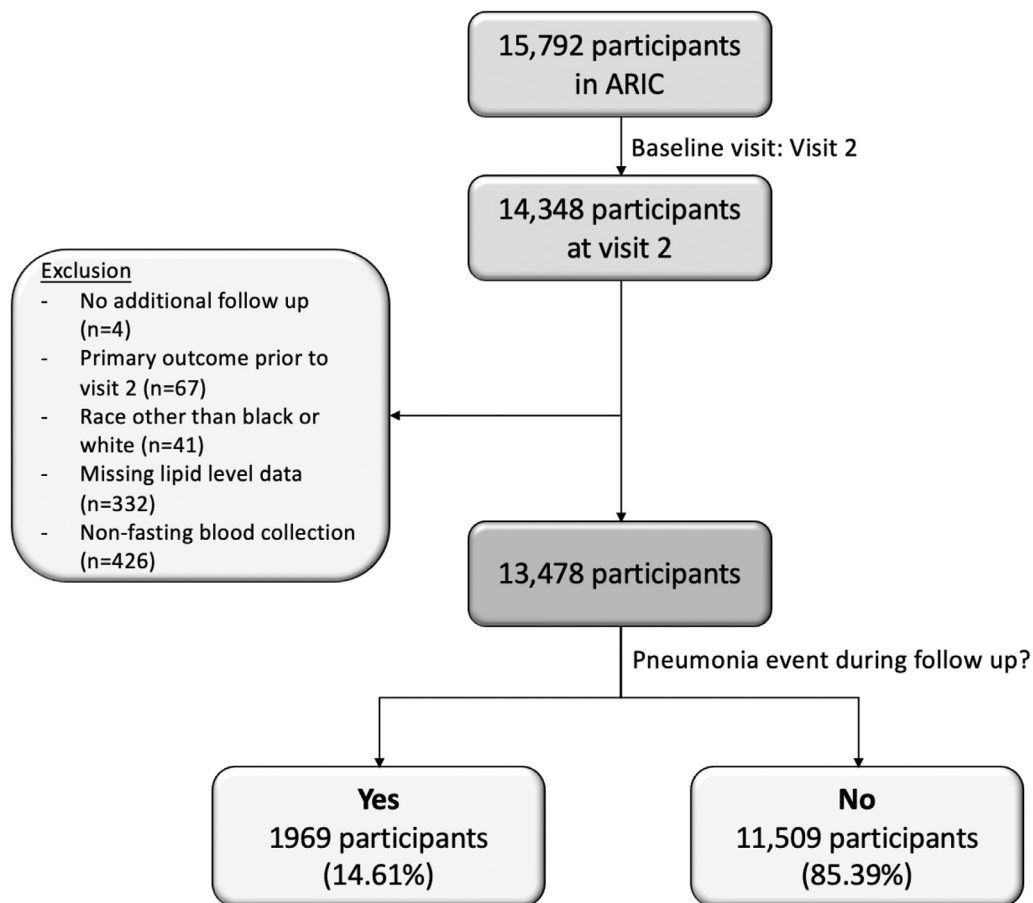 15,792 participants
in ARIC
Baseline visit: Visit 2
14,348 participants
at visit 2
Exclusion
- No additional follow up
(n=4)
- Primary outcome prior to
visit 2 (n=67)
- Race other than black or
white (n=41)
- Missing lipid level data
(n=332)
- Non-fasting blood collection
(n=426)
13,478 participants
Pneumonia event during follow up?
Yes
1969 participants
(14.61%)
No
11,509 participants
(85.39%)